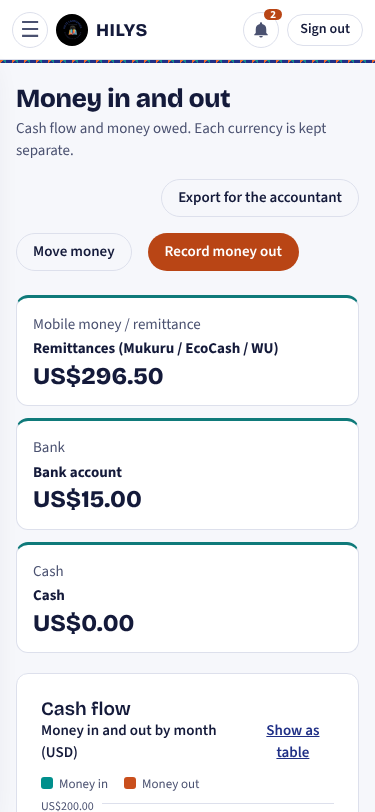 HILYS
2
Sign out
Money in and out
Cash flow and money owed. Each currency is kept
separate.
Export for the accountant
Move money
Record money out
Mobile money / remittance
Remittances (Mukuru / EcoCash / WU)
US$296.50
Bank
Bank account
US$15.00
Cash
Cash
US$0.00
Cash flow
Money in and out by month
(USD)
Show as
table
Money in
Money out
US$200.00